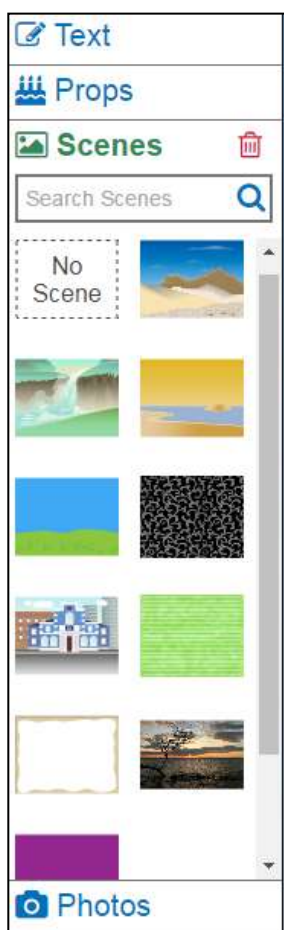 Text
Props
Scenes
Search Scenes
No
Scene
Photos